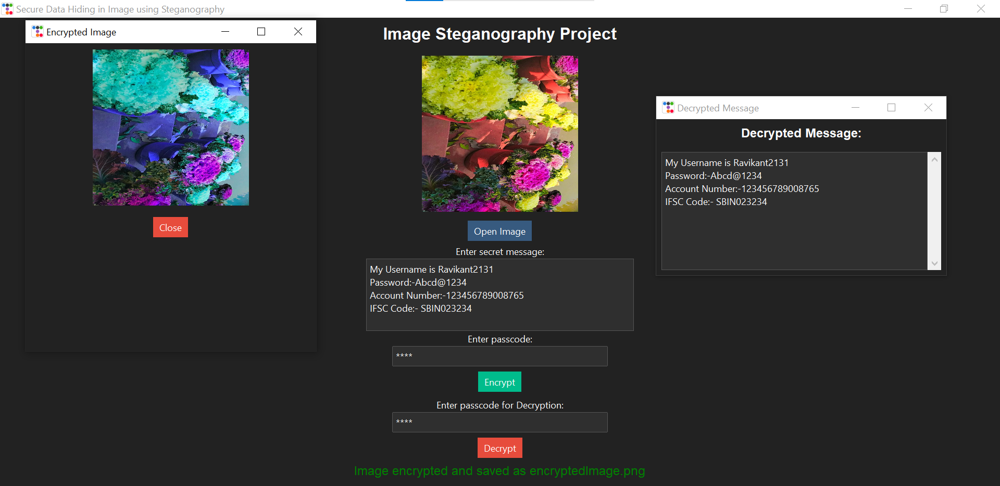 Secure Data Hiding in Image using Steganography
Encrypted Image
Close
Image Steganography Project
Open Image
Enter secret message:
My Username is Ravikant2131
Password:-Abcd@1234
Account Number:-123456789008765
IFSC Code:- SBIN023234
Enter passcode:
****
Encrypt
Enter passcode for Decryption:
****
Decrypt
Image encrypted and saved as encryptedImage.png
Decrypted Message
Decrypted Message:
My Username is Ravikant2131
Password:-Abcd@1234
Account Number:-123456789008765
IFSC Code:- SBIN023234